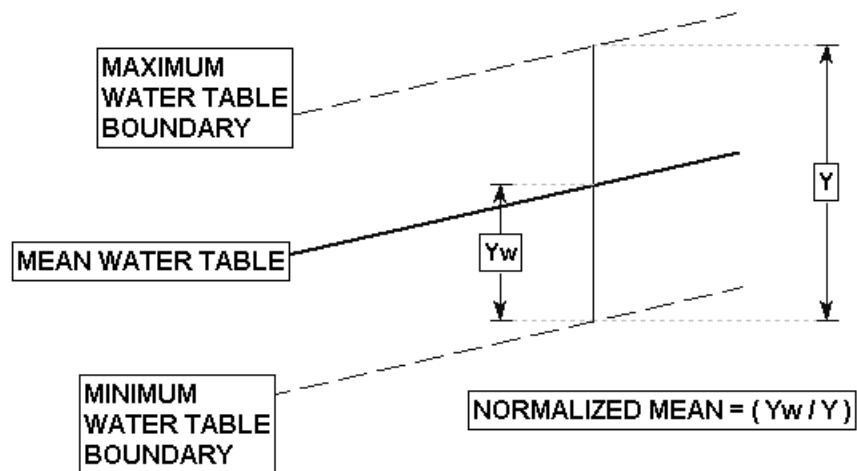 MAXIMUM
WATER TABLE
BOUNDARY
Y
MEAN WATER TABLE
Yw
MINIMUM
WATER TABLE
BOUNDARY
NORMALIZED MEAN = ( Yw / Y )